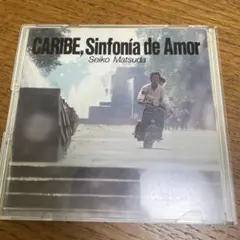 CARIBE, Sinfonía de Amor
Seiko Matsuda